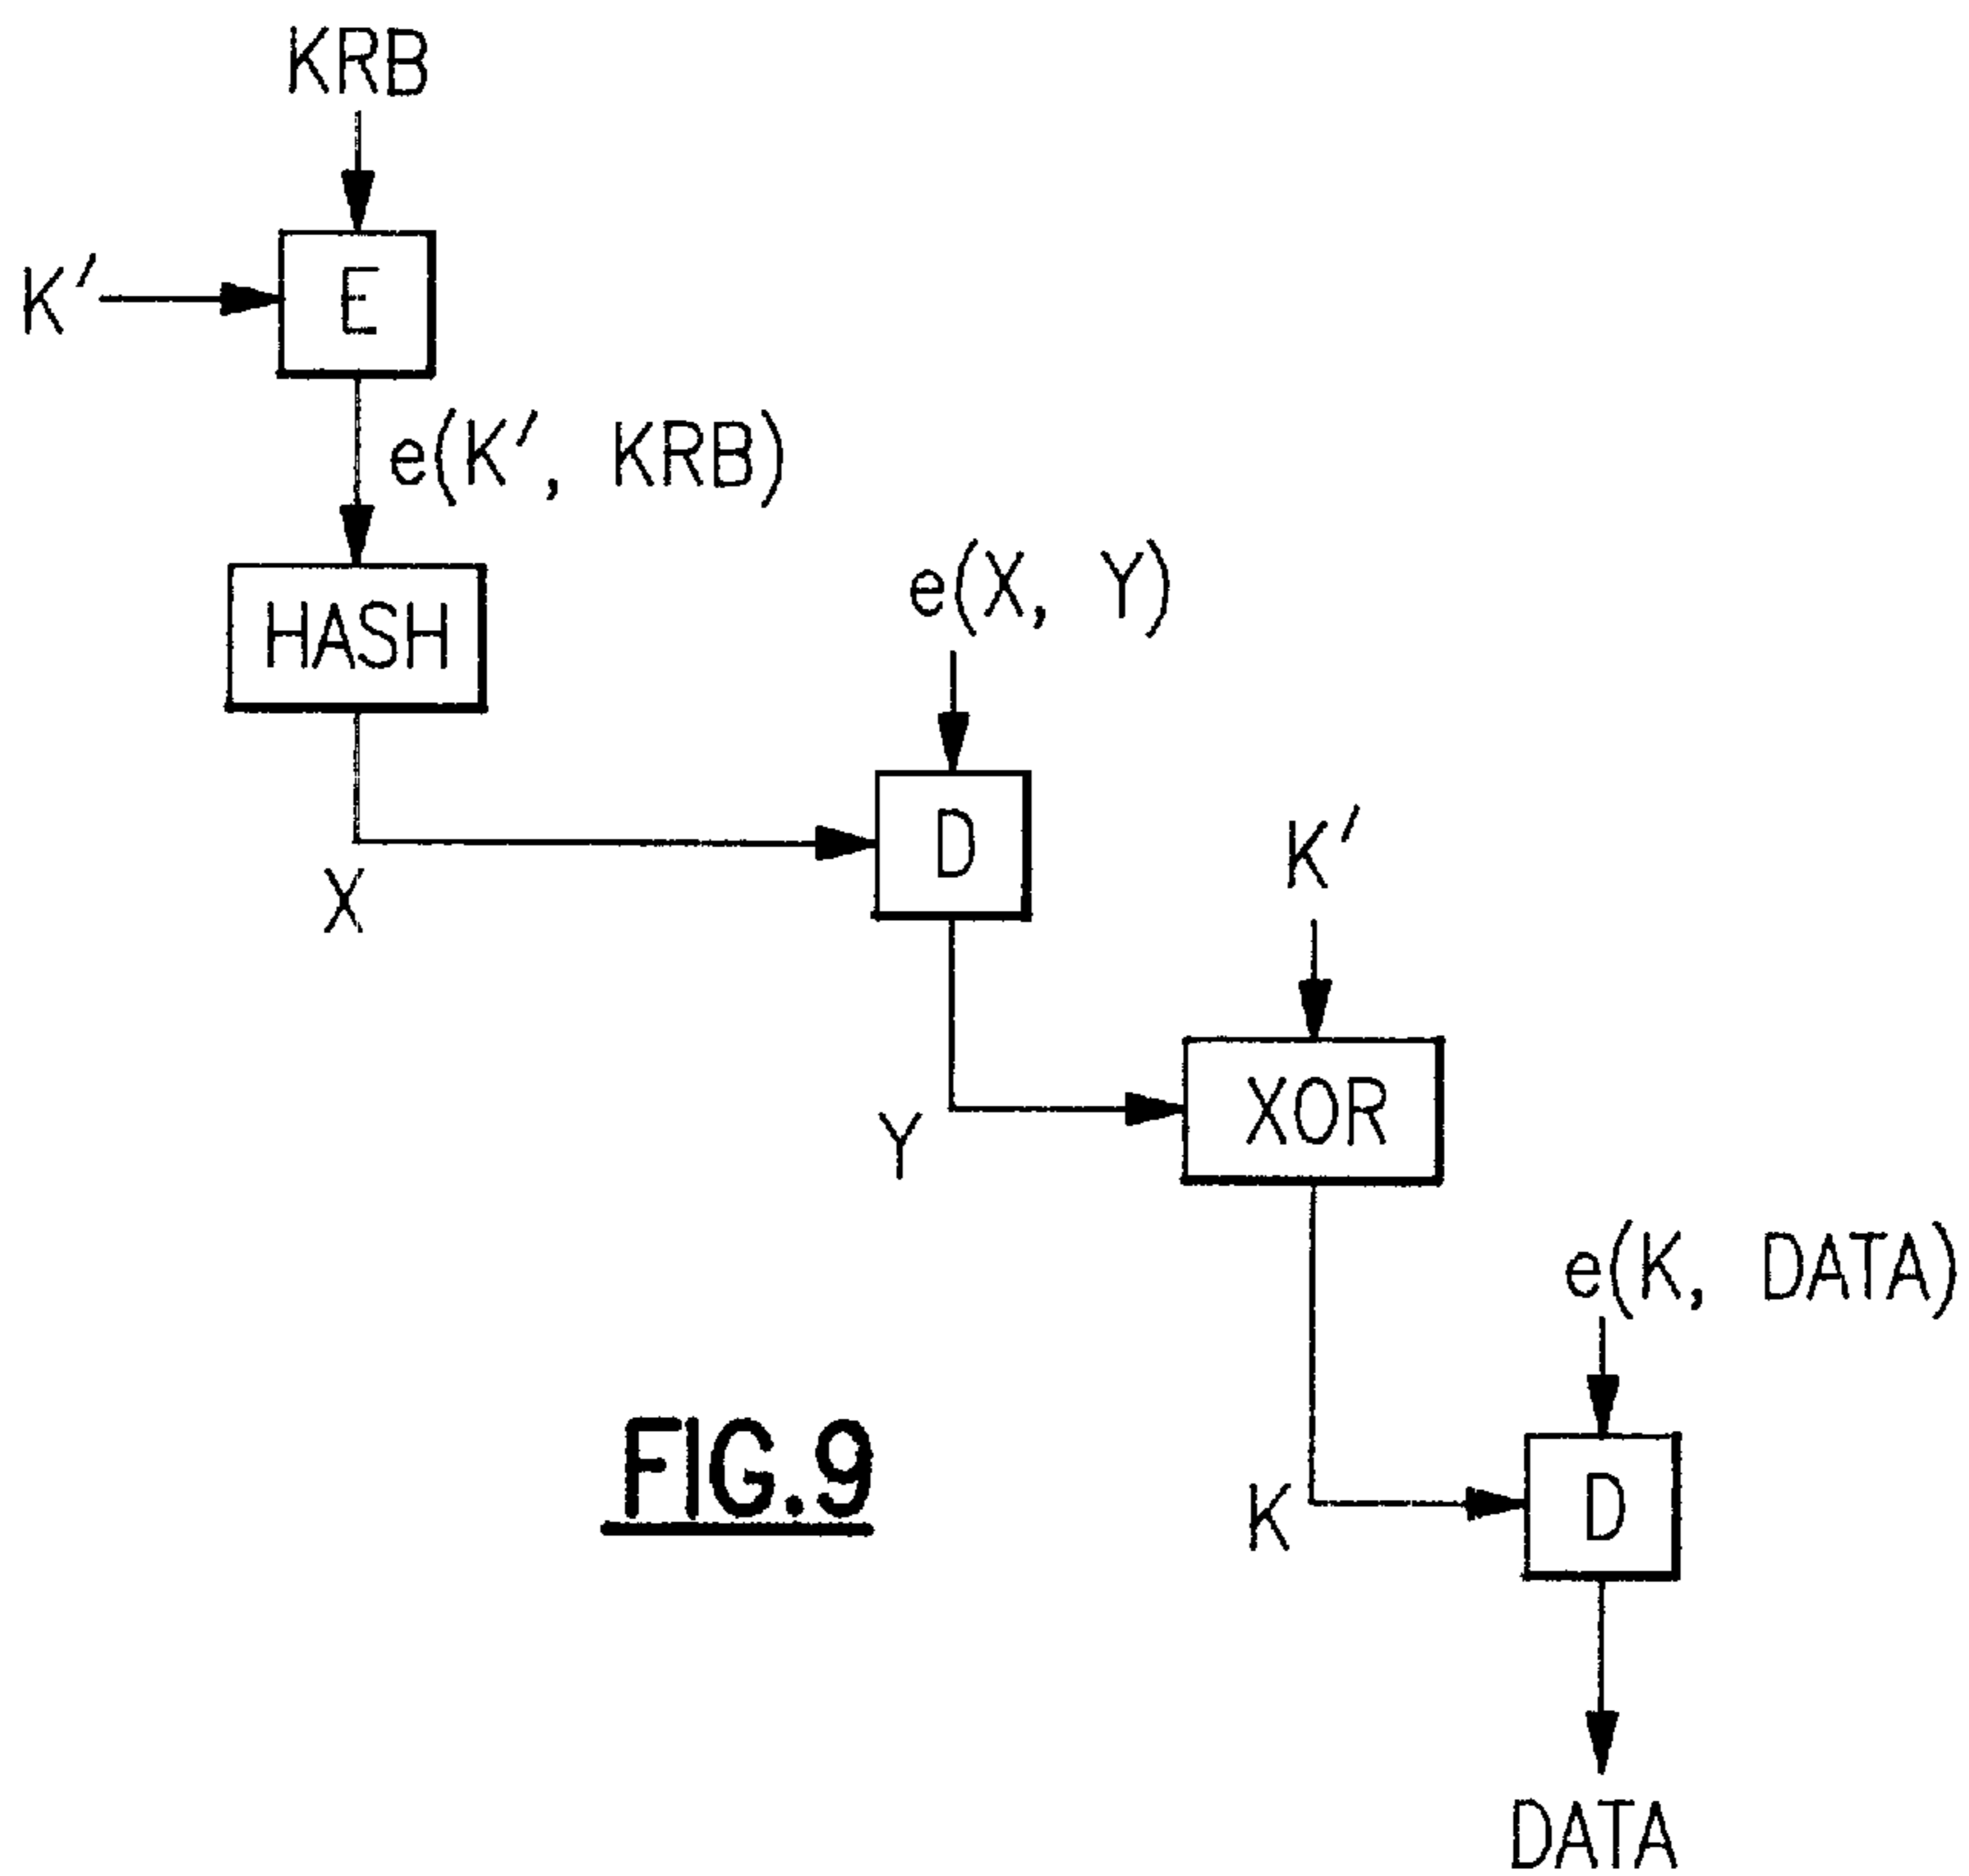 KRB
K'
E
e(K', KRB)
HASH
e(X, Y)
X
D
K'
Y
XOR
e(K, DATA)
K
D
FIG.9
DATA